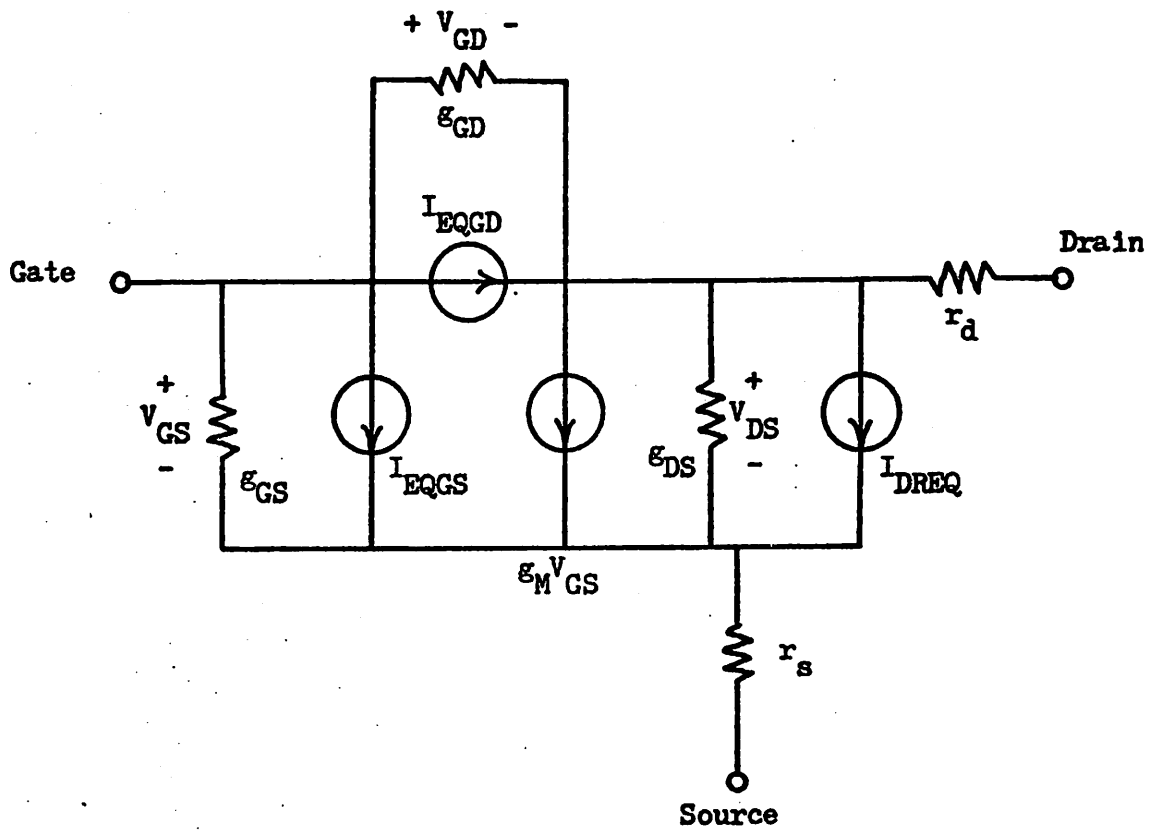 + V_GD -
g_GD
I_EQGD
Gate
Drain
r_d
+
V_GS
-
g_GS
I_EQGS
g_M V_GS
+
V_DS
-
g_DS
I_DREQ
r_s
Source